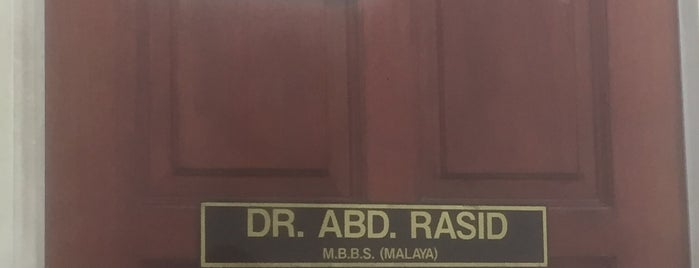 DR. ABD. RASID
M.B.B.S. (MALAYA)